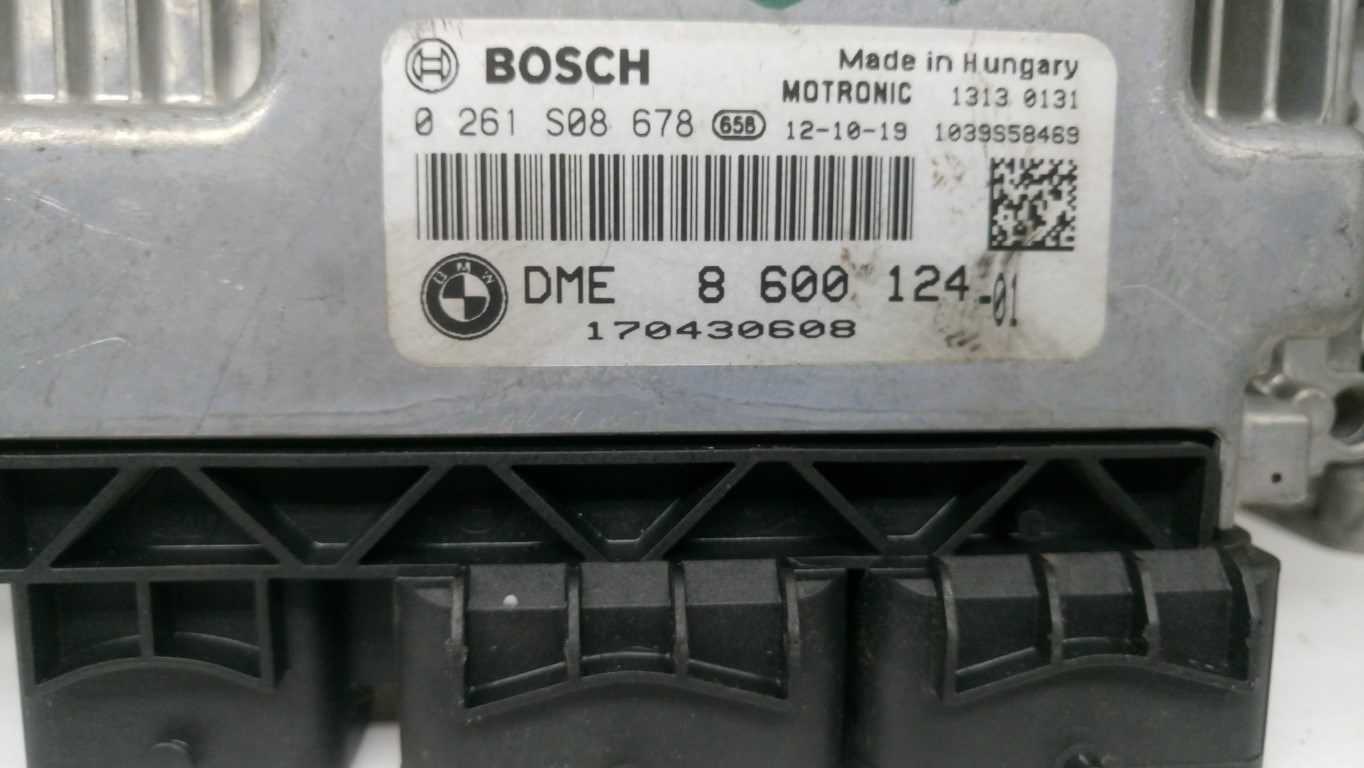 BOSCH Made in Hungary
MOTRONIC 1313 0131
0 261 S08 678 658 12-10-19 1039S58469
BMW DME 8 600 124-01
170430608